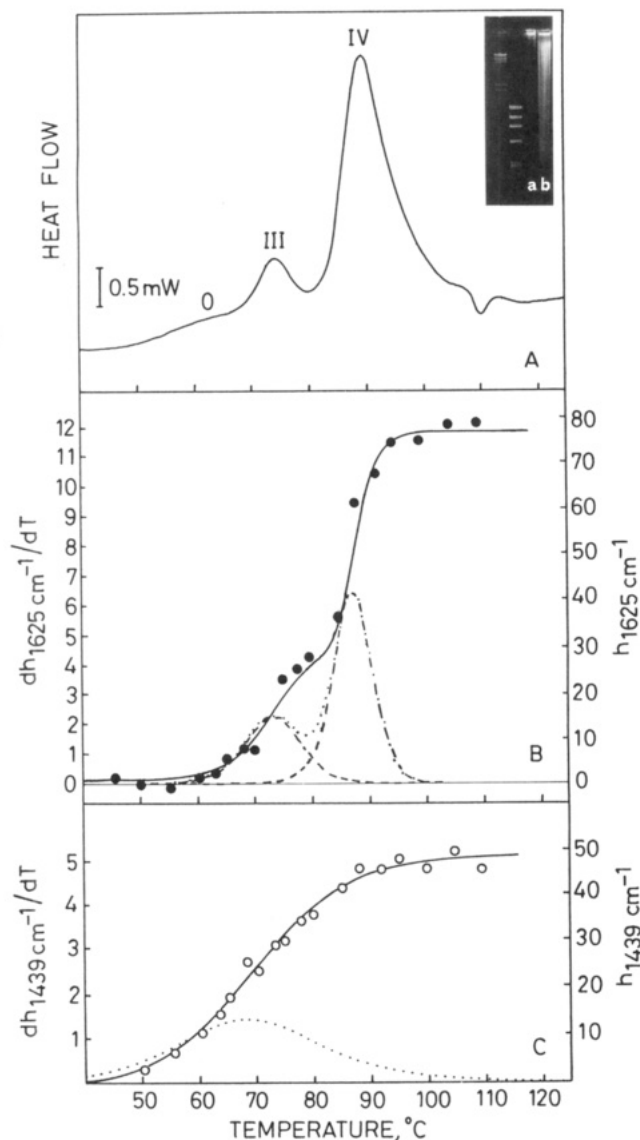 IV
III
O
0.5 mW
HEAT FLOW
a b
A
12
11
10
9
8
7
6
5
4
3
2
1
0
dh1625 cm⁻¹/dT
80
70
60
50
40
30
20
10
0
h1625 cm⁻¹
B
5
4
3
2
1
dh1439 cm⁻¹/dT
50
40
30
20
10
h1439 cm⁻¹
C
50 60 70 80 90 100 110 120
TEMPERATURE, °C